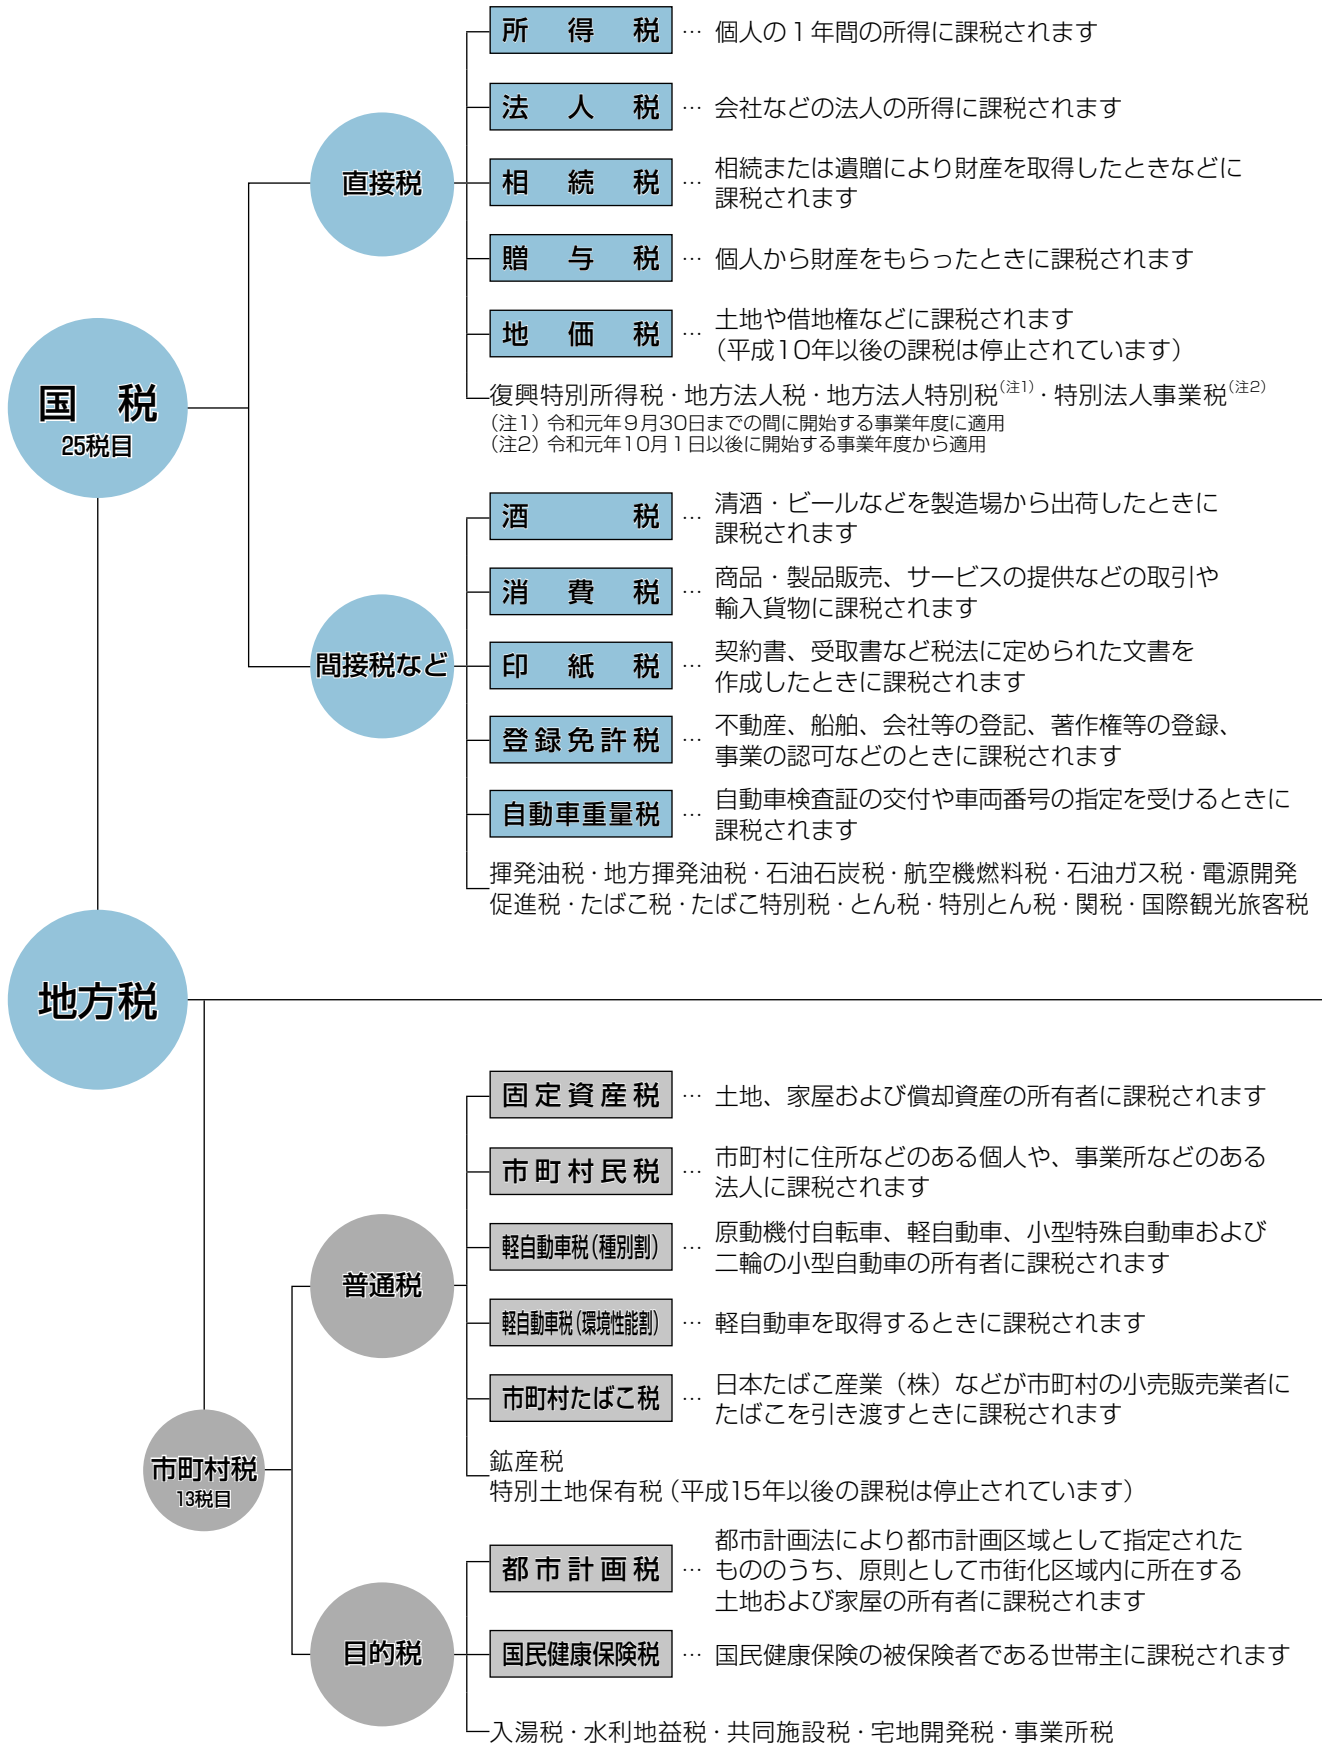 国　税
25税目
直接税
所得税 … 個人の1年間の所得に課税されます
法人税 … 会社などの法人の所得に課税されます
相続税 … 相続または遺贈により財産を取得したときなどに
課税されます
贈与税 … 個人から財産をもらったときに課税されます
地価税 … 土地や借地権などに課税されます
（平成10年以後の課税は停止されています）
復興特別所得税・地方法人税・地方法人特別税(注1)・特別法人事業税(注2)
(注1) 令和元年9月30日までの間に開始する事業年度に適用
(注2) 令和元年10月1日以後に開始する事業年度から適用
間接税など
酒税 … 清酒・ビールなどを製造場から出荷したときに
課税されます
消費税 … 商品・製品販売、サービスの提供などの取引や
輸入貨物に課税されます
印紙税 … 契約書、受取書など税法に定められた文書を
作成したときに課税されます
登録免許税 … 不動産、船舶、会社等の登記、著作権等の登録、
事業の認可などのときに課税されます
自動車重量税 … 自動車検査証の交付や車両番号の指定を受けるときに
課税されます
揮発油税・地方揮発油税・石油石炭税・航空機燃料税・石油ガス税・電源開発
促進税・たばこ税・たばこ特別税・とん税・特別とん税・関税・国際観光旅客税
地方税
市町村税
13税目
普通税
固定資産税 … 土地、家屋および償却資産の所有者に課税されます
市町村民税 … 市町村に住所などのある個人や、事業所などのある
法人に課税されます
軽自動車税（種別割） … 原動機付自転車、軽自動車、小型特殊自動車および
二輪の小型自動車の所有者に課税されます
軽自動車税（環境性能割） … 軽自動車を取得するときに課税されます
市町村たばこ税 … 日本たばこ産業（株）などが市町村の小売販売業者に
たばこを引き渡すときに課税されます
鉱産税
特別土地保有税（平成15年以後の課税は停止されています）
目的税
都市計画税 … 都市計画法により都市計画区域として指定された
もののうち、原則として市街化区域内に所在する
土地および家屋の所有者に課税されます
国民健康保険税 … 国民健康保険の被保険者である世帯主に課税されます
入湯税・水利地益税・共同施設税・宅地開発税・事業所税